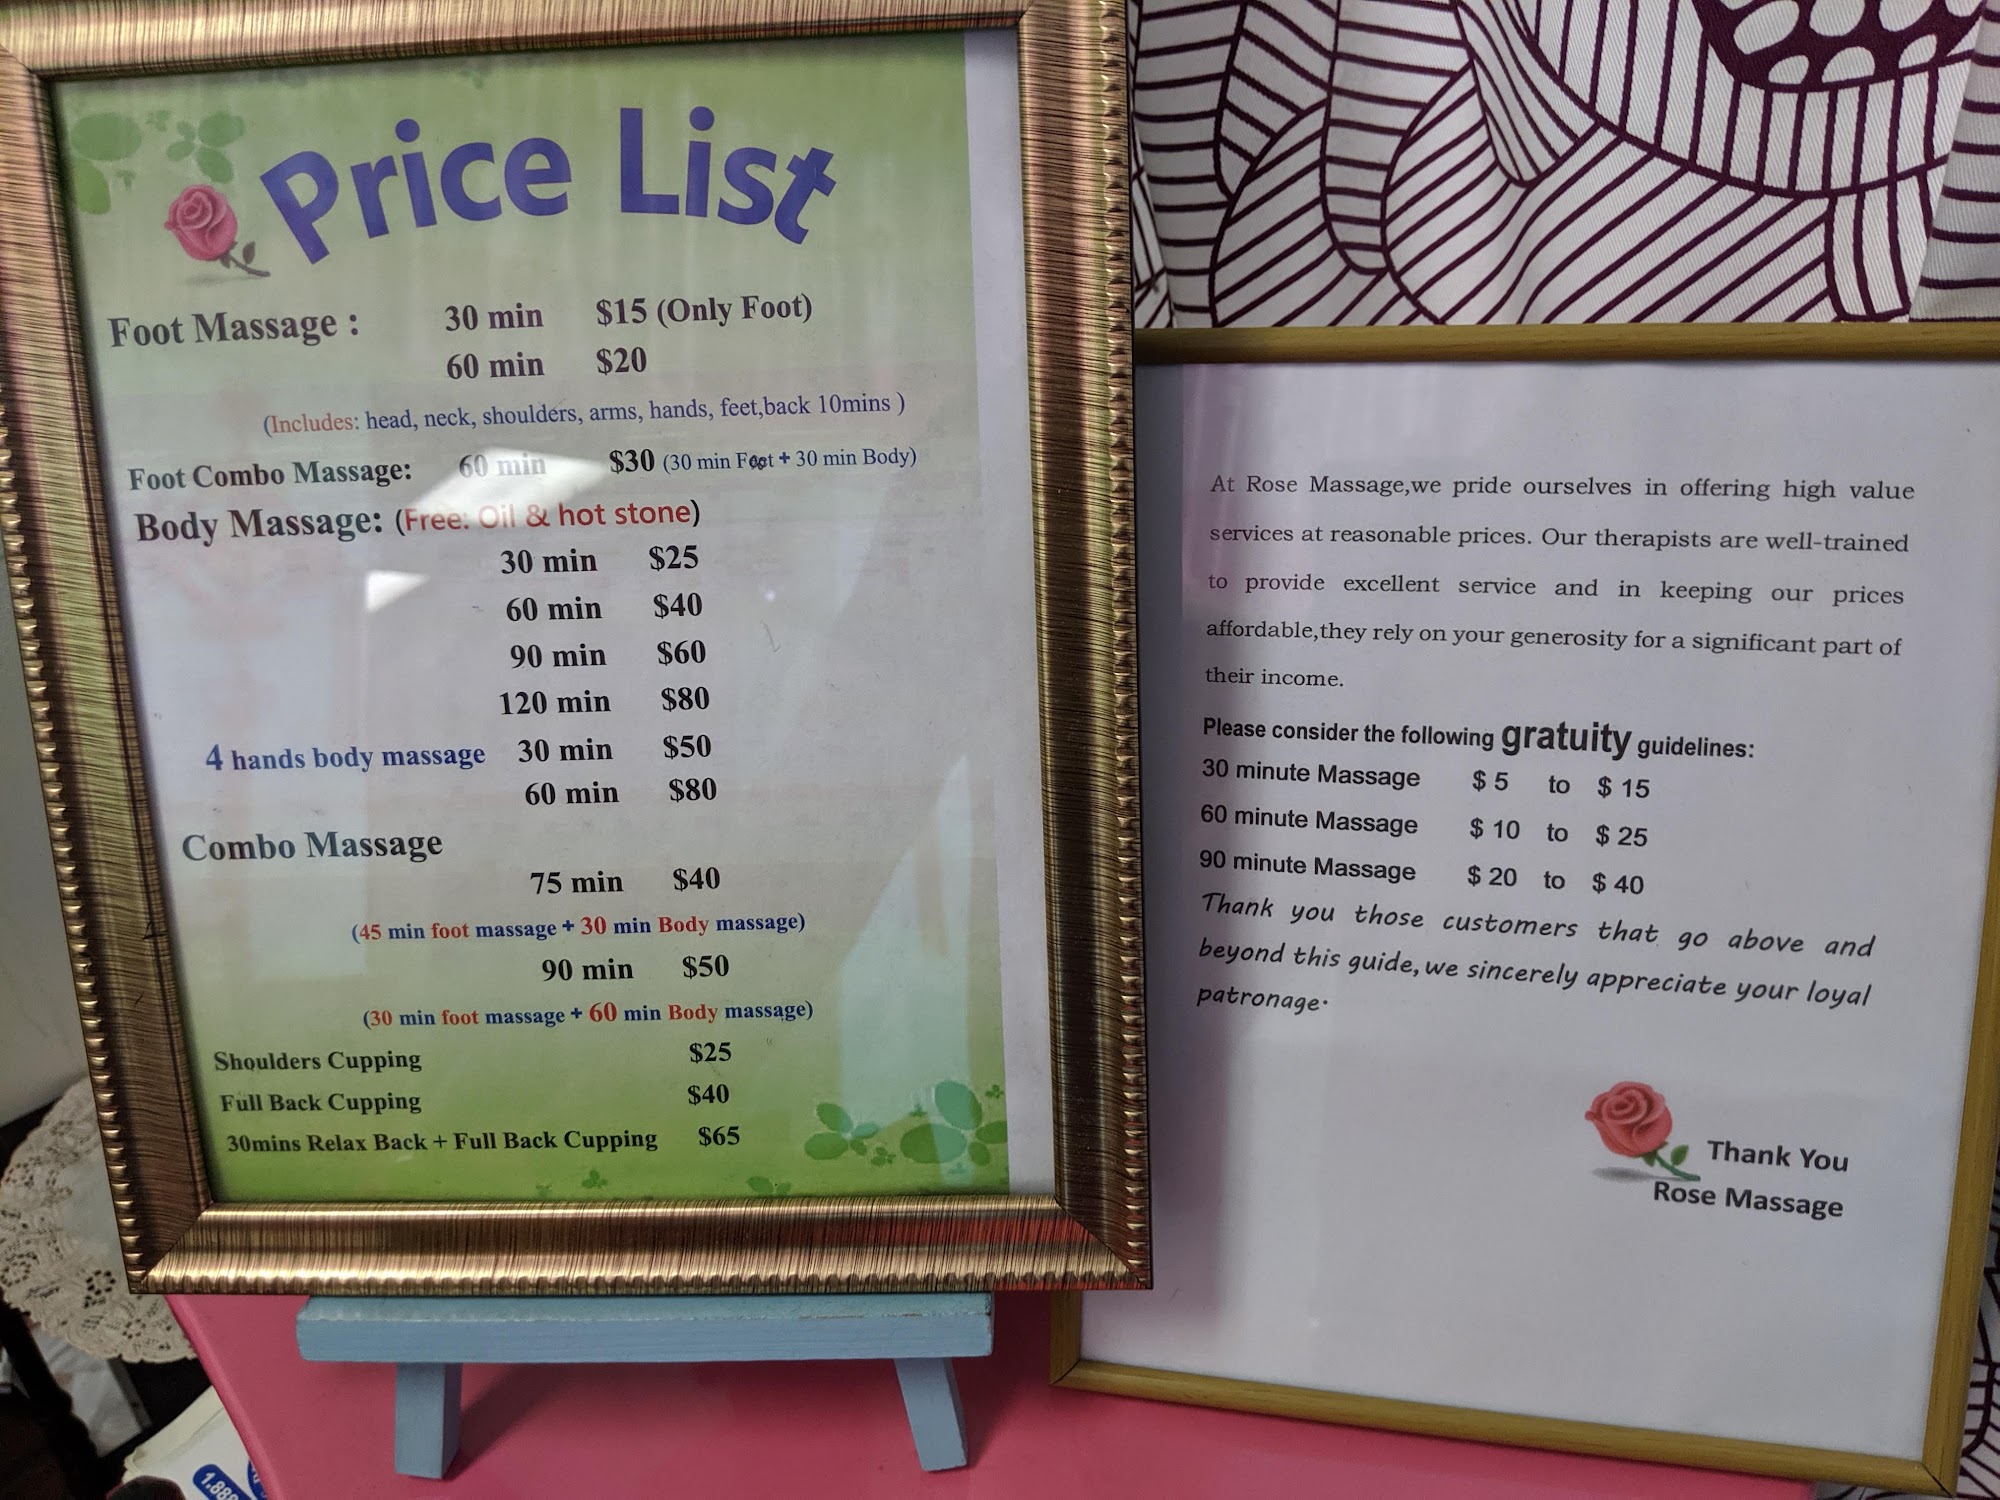 Price List
Foot Massage : 30 min $15 (Only Foot)
60 min $20
(Includes: head, neck, shoulders, arms, hands, feet,back 10mins )
Foot Combo Massage: 60 min $30 (30 min Foot + 30 min Body)
Body Massage: (Free: Oil & hot stone)
30 min $25
60 min $40
90 min $60
120 min $80
4 hands body massage 30 min $50
60 min $80
Combo Massage
75 min $40
(45 min foot massage + 30 min Body massage)
90 min $50
(30 min foot massage + 60 min Body massage)
Shoulders Cupping $25
Full Back Cupping $40
30mins Relax Back + Full Back Cupping $65
At Rose Massage,we pride ourselves in offering high value
services at reasonable prices. Our therapists are well-trained
to provide excellent service and in keeping our prices
affordable,they rely on your generosity for a significant part of
their income.
Please consider the following gratuity guidelines:
30 minute Massage $ 5 to $ 15
60 minute Massage $ 10 to $ 25
90 minute Massage $ 20 to $ 40
Thank you those customers that go above and
beyond this guide,we sincerely appreciate your loyal
patronage.
Thank You
Rose Massage